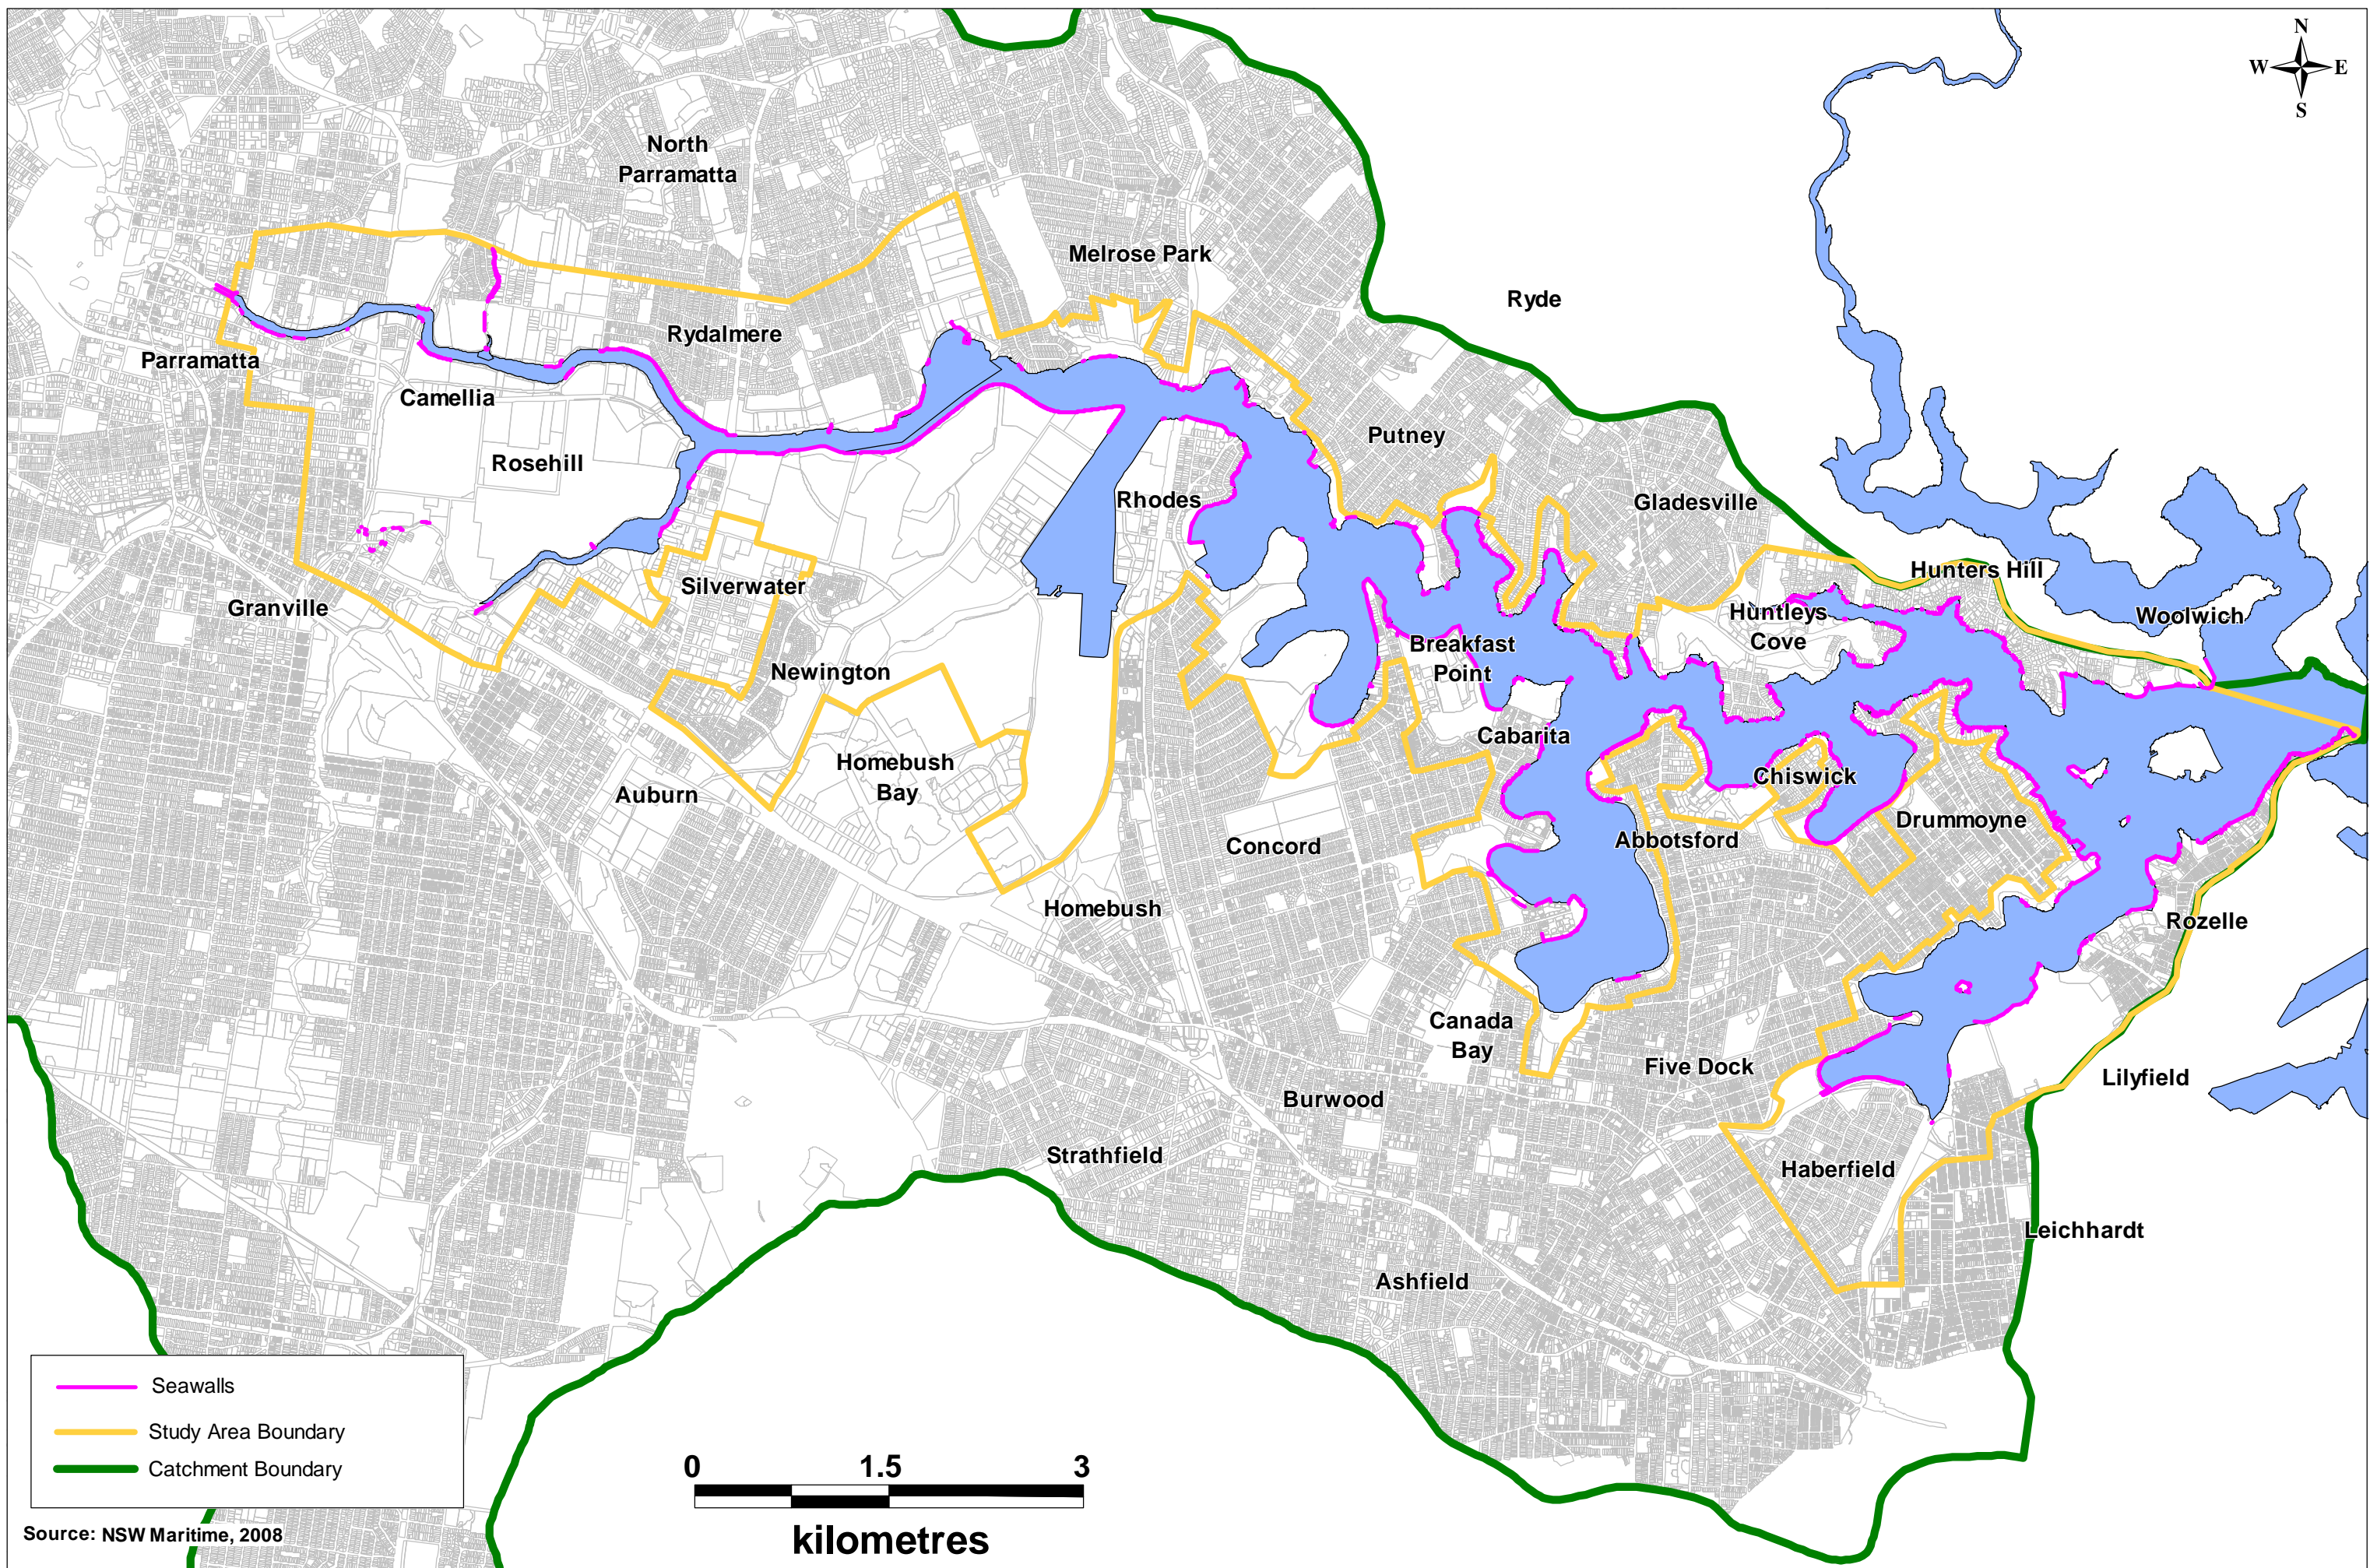 N
W E
S
North
Parramatta
Melrose Park
Ryde
Rydalmere
Parramatta
Camellia
Putney
Rosehill
Rhodes
Gladesville
Hunters Hill
Silverwater
Granville
Huntleys
Cove
Woolwich
Breakfast
Point
Newington
Cabarita
Homebush
Bay
Chiswick
Auburn
Drummoyne
Abbotsford
Concord
Homebush
Rozelle
Canada
Bay
Five Dock
Lilyfield
Burwood
Strathfield
Haberfield
Leichhardt
Ashfield
Seawalls
Study Area Boundary
Catchment Boundary
0 1.5 3
kilometres
Source: NSW Maritime, 2008